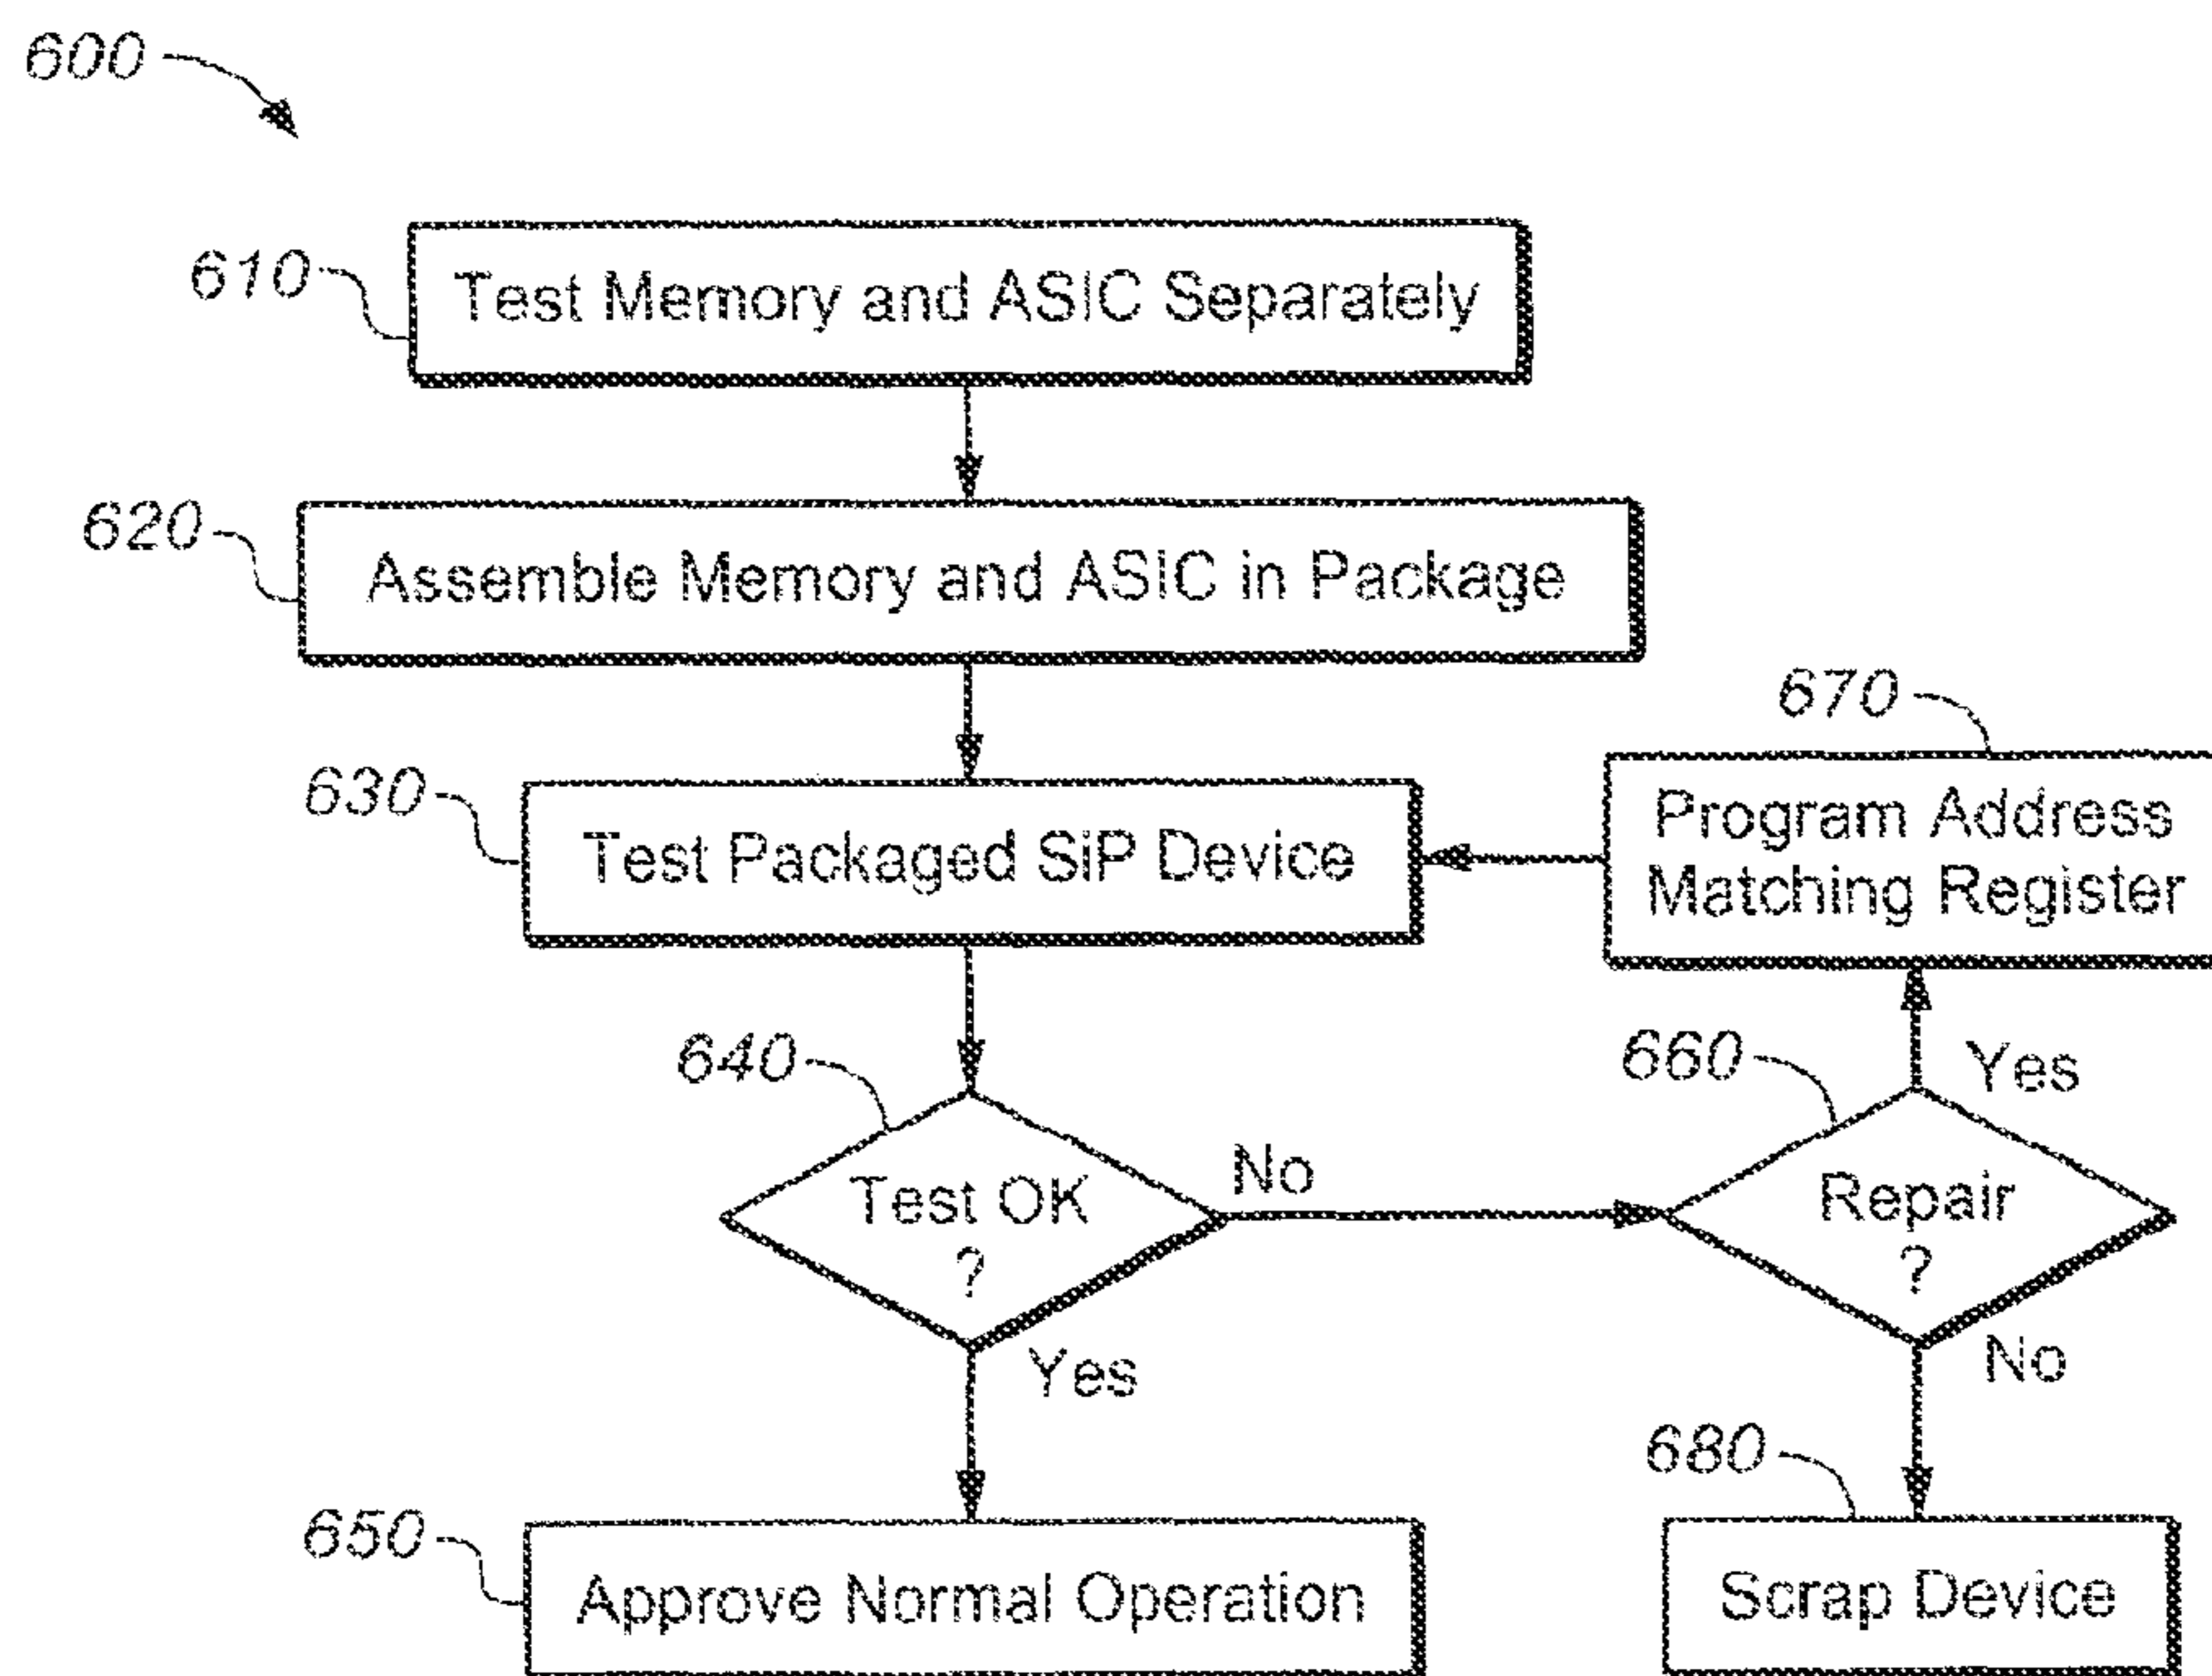 600
610
Test Memory and ASIC Separately
620
Assemble Memory and ASIC in Package
670
630
Test Packaged SiP Device
Program Address
Matching Register
640
660
Yes
No
Test OK
?
Repair
?
Yes
No
680
650
Approve Normal Operation
Scrap Device